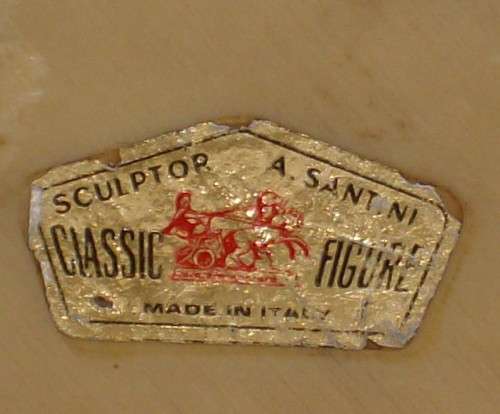 SCULPTOR A. SANTINI
CLASSIC FIGURE
MADE IN ITALY